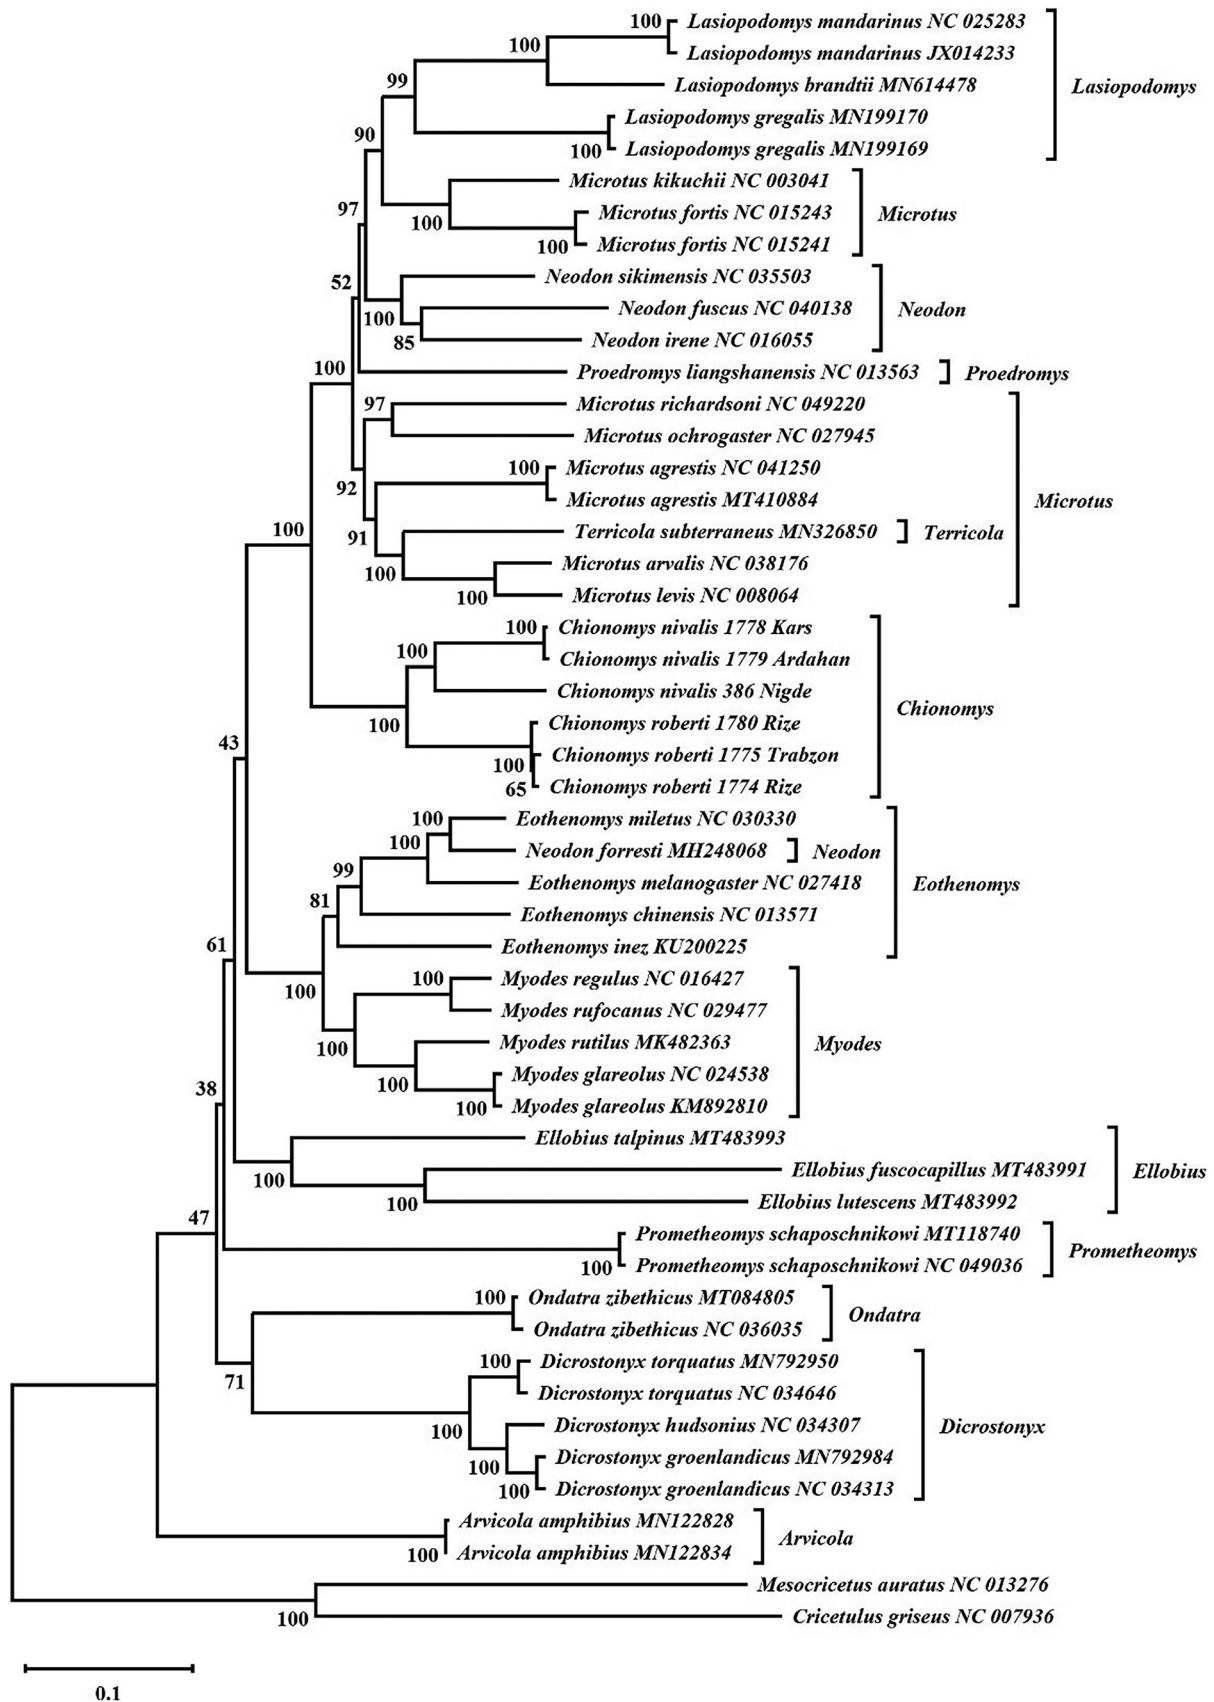 100
Lasiopodomys mandarinus NC 025283
100
Lasiopodomys mandarinus JX014233
99
Lasiopodomys brandtii MN614478
Lasiopodomys
Lasiopodomys gregalis MN199170
90
100
Lasiopodomys gregalis MN199169
Microtus kikuchii NC 003041
97
100
Microtus fortis NC 015243
Microtus
100
Microtus fortis NC 015241
Neodon sikimensis NC 035503
52
100
Neodon fuscus NC 040138
Neodon
85
Neodon irene NC 016055
100
Proedromys liangshanensis NC 013563
Proedromys
97
Microtus richardsoni NC 049220
Microtus ochrogaster NC 027945
100
Microtus agrestis NC 041250
92
Microtus agrestis MT410884
Microtus
100
91
Terricola subterraneus MN326850
Terricola
100
Microtus arvalis NC 038176
100
Microtus levis NC 008064
100
Chionomys nivalis 1778 Kars
100
Chionomys nivalis 1779 Ardahan
Chionomys nivalis 386 Nigde
Chionomys
100
Chionomys roberti 1780 Rize
43
Chionomys roberti 1775 Trabzon
100
65
Chionomys roberti 1774 Rize
100
Eothenomys miletus NC 030330
100
Neodon forresti MH248068
Neodon
99
Eothenomys melanogaster NC 027418
Eothenomys
81
Eothenomys chinensis NC 013571
61
Eothenomys inez KU200225
100
100
Myodes regulus NC 016427
Myodes rufocanus NC 029477
100
Myodes rutilus MK482363
Myodes
100
Myodes glareolus NC 024538
38
100
Myodes glareolus KM892810
Ellobius talpinus MT483993
100
Ellobius fuscocapillus MT483991
Ellobius
100
Ellobius lutescens MT483992
47
Prometheomys schaposchnikowi MT118740
Prometheomys
100
Prometheomys schaposchnikowi NC 049036
100
Ondatra zibethicus MT084805
Ondatra
Ondatra zibethicus NC 036035
100
Dicrostonyx torquatus MN792950
71
Dicrostonyx torquatus NC 034646
100
Dicrostonyx hudsonius NC 034307
Dicrostonyx
100
Dicrostonyx groenlandicus MN792984
100
Dicrostonyx groenlandicus NC 034313
Arvicola amphibius MN122828
Arvicola
100
Arvicola amphibius MN122834
Mesocricetus auratus NC 013276
100
Cricetulus griseus NC 007936
0.1